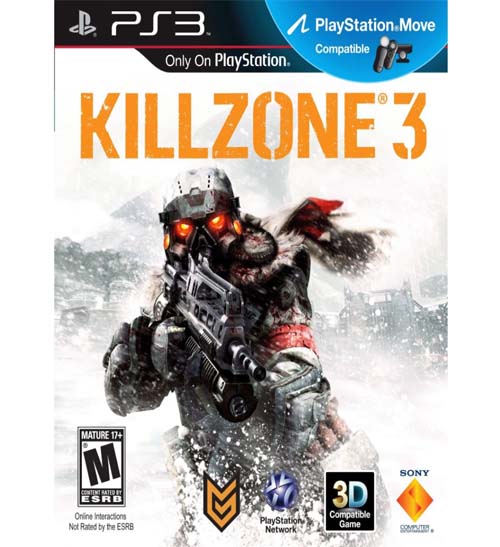 PS3
PlayStation®Move
Compatible
Only On PlayStation®
KILLZONE® 3
MATURE 17+
M
CONTENT RATED BY
ESRB
Online Interactions
Not Rated by the ESRB
PlayStation®
Network
3D
Compatible
Game
SONY
COMPUTER
ENTERTAINMENT